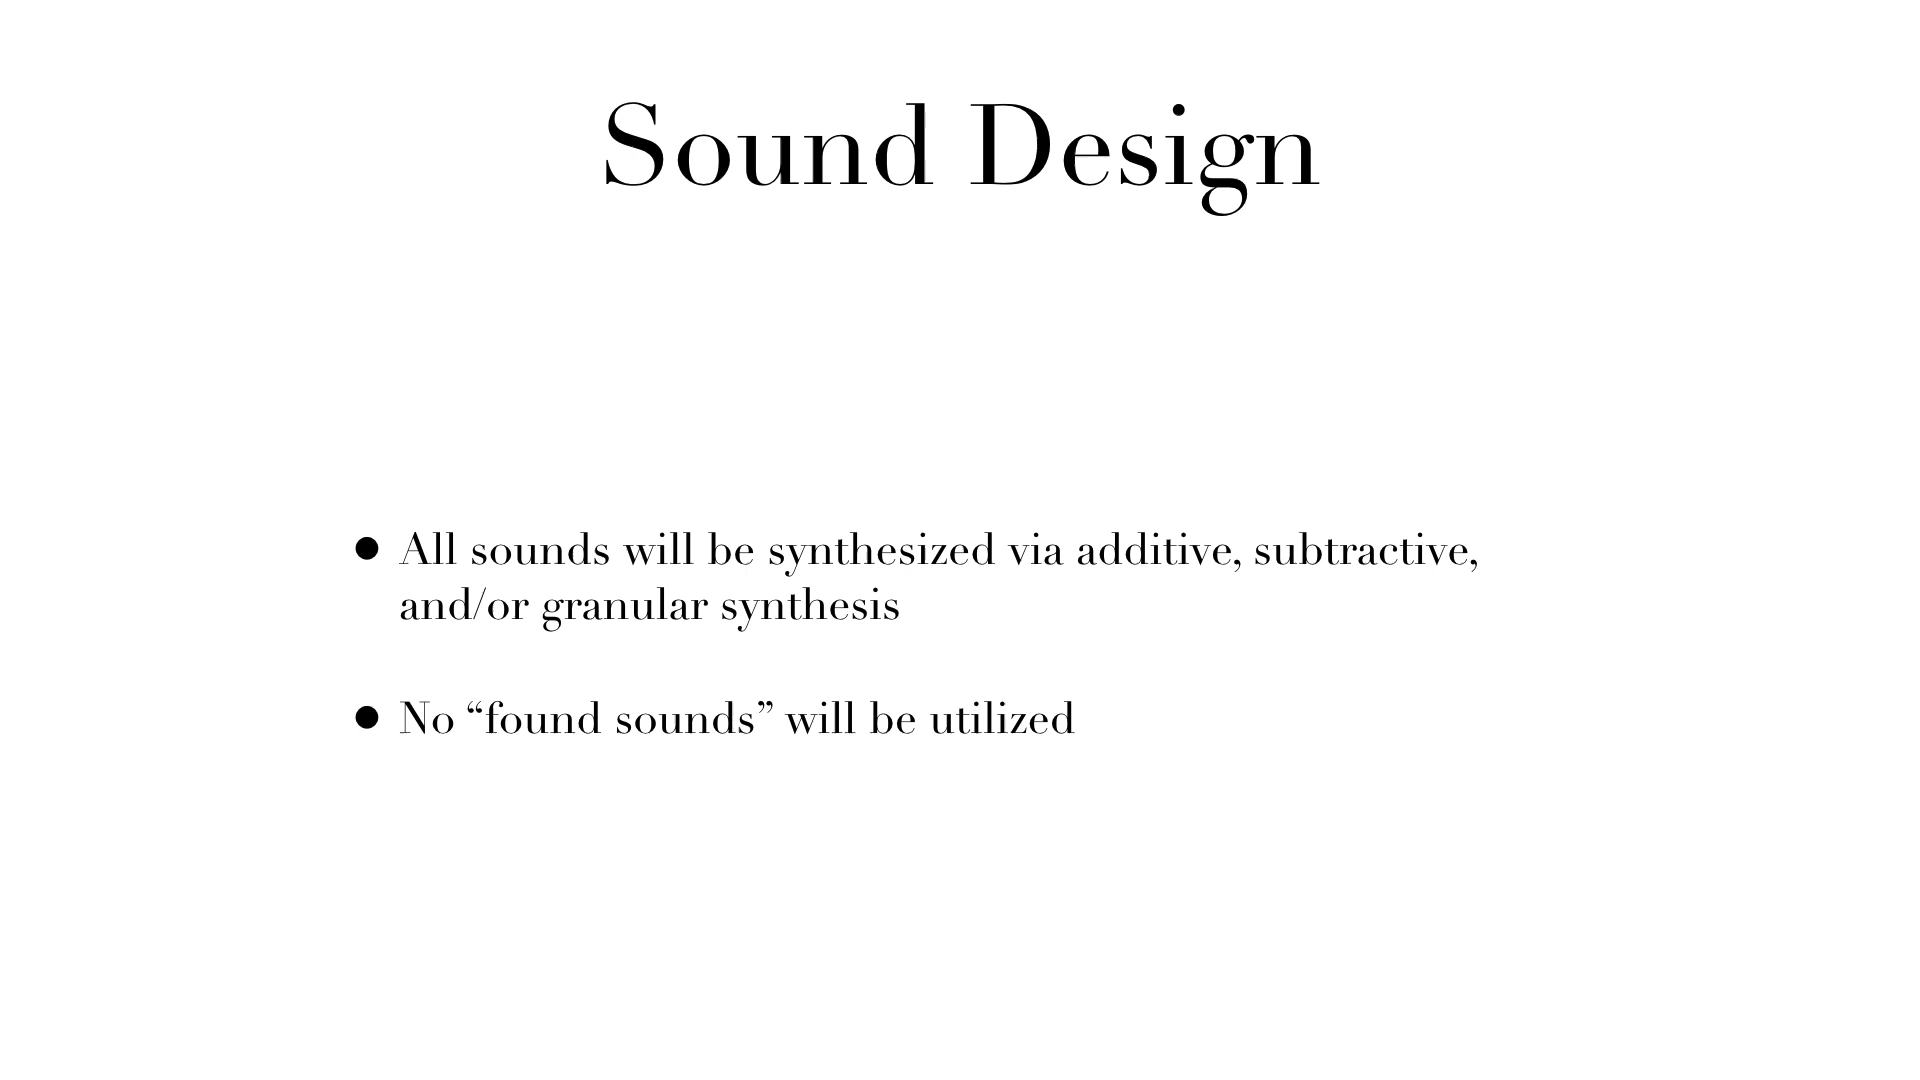 Sound Design
• All sounds will be synthesized via additive, subtractive,
and/or granular synthesis
• No “found sounds” will be utilized